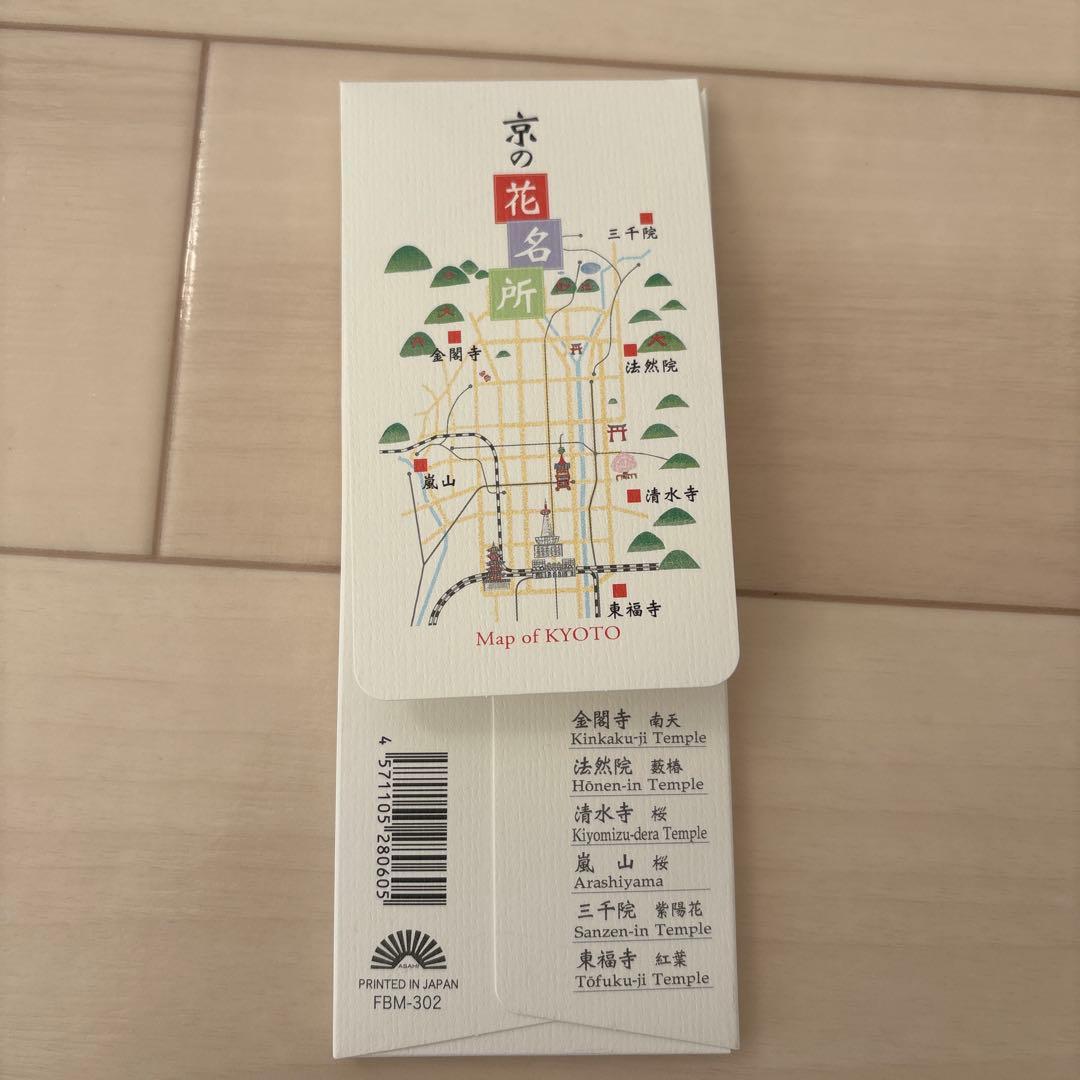 京の
花
名
所
三千院
金閣寺
法然院
嵐山
清水寺
東福寺
Map of KYOTO
金閣寺 南天
Kinkaku-ji Temple
法然院 藪椿
Hōnen-in Temple
清水寺 桜
Kiyomizu-dera Temple
嵐 山 桜
Arashiyama
三千院 紫陽花
Sanzen-in Temple
東福寺 紅葉
Tōfuku-ji Temple
4 571105 280605
ASAHI
PRINTED IN JAPAN
FBM-302